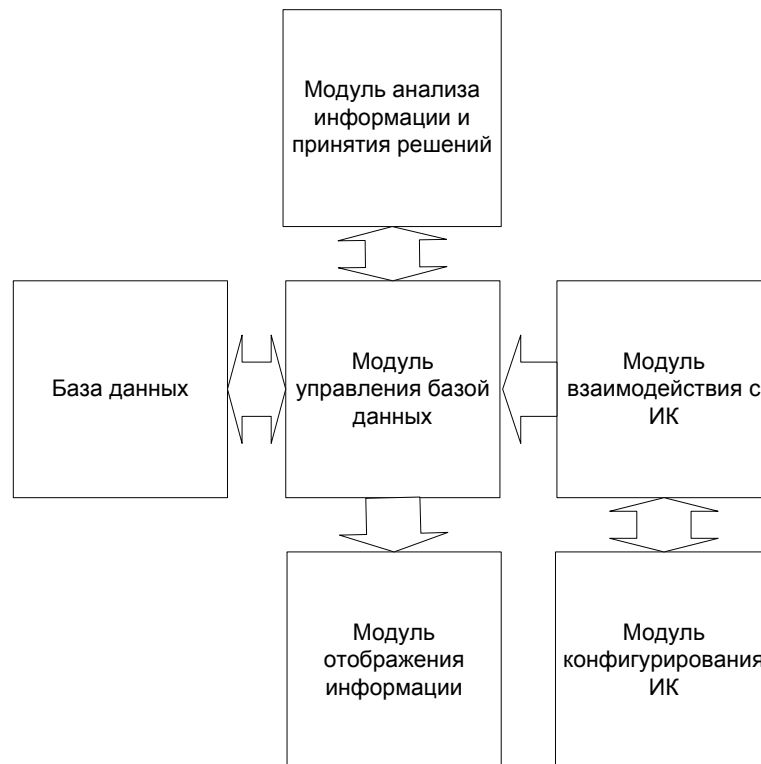 Модуль анализа
информации и
принятия решений
База данных
Модуль
управления базой
данных
Модуль
взаимодействия с
ИК
Модуль
отображения
информации
Модуль
конфигурирования
ИК